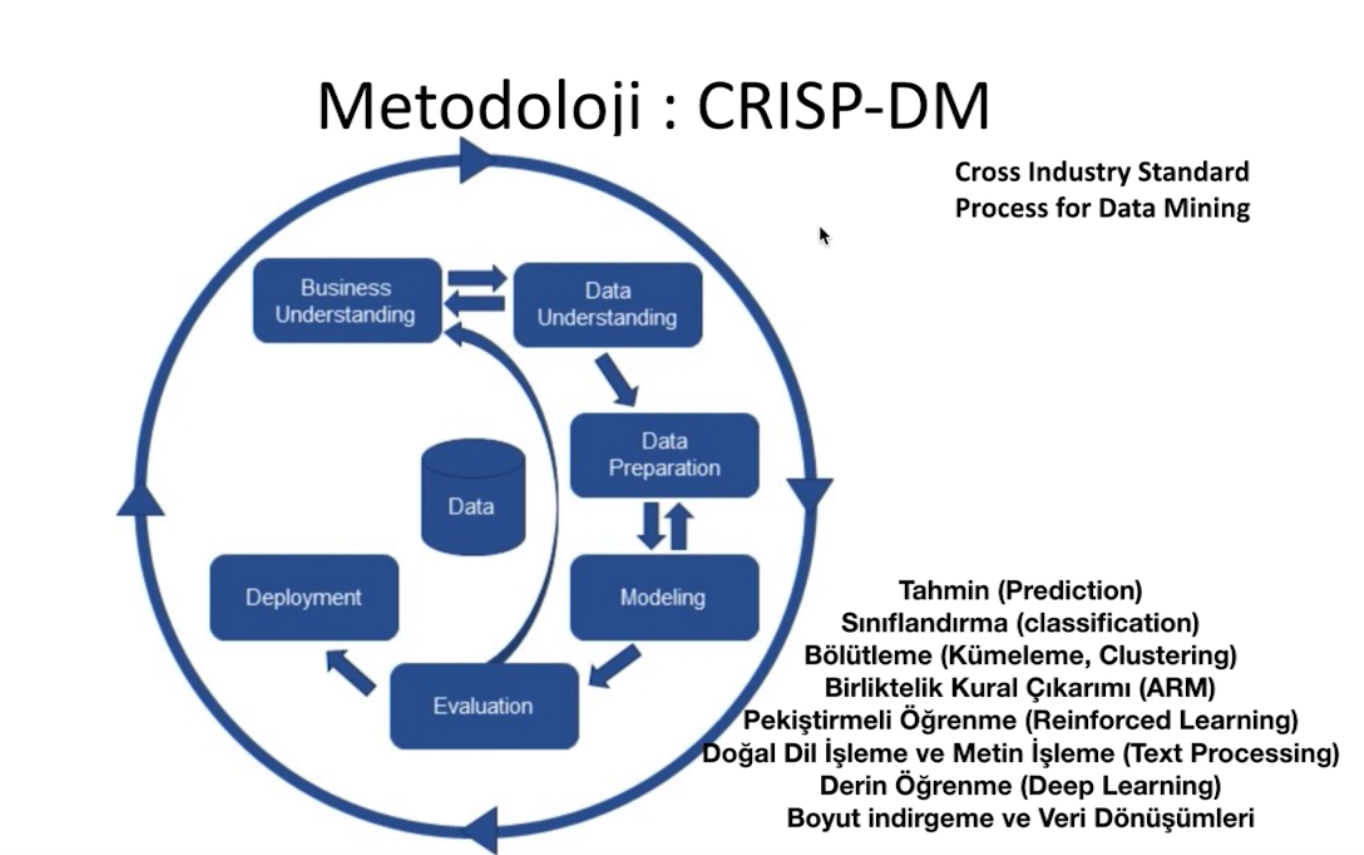 Metodoloji : CRISP-DM
Cross Industry Standard
Process for Data Mining
Business
Understanding
Data
Understanding
Data
Preparation
Data
Deployment
Modeling
Evaluation
Tahmin (Prediction)
Sınıflandırma (classification)
Bölütleme (Kümeleme, Clustering)
Birliktelik Kural Çıkarımı (ARM)
Pekiştirmeli Öğrenme (Reinforced Learning)
Doğal Dil İşleme ve Metin İşleme (Text Processing)
Derin Öğrenme (Deep Learning)
Boyut indirgeme ve Veri Dönüşümleri